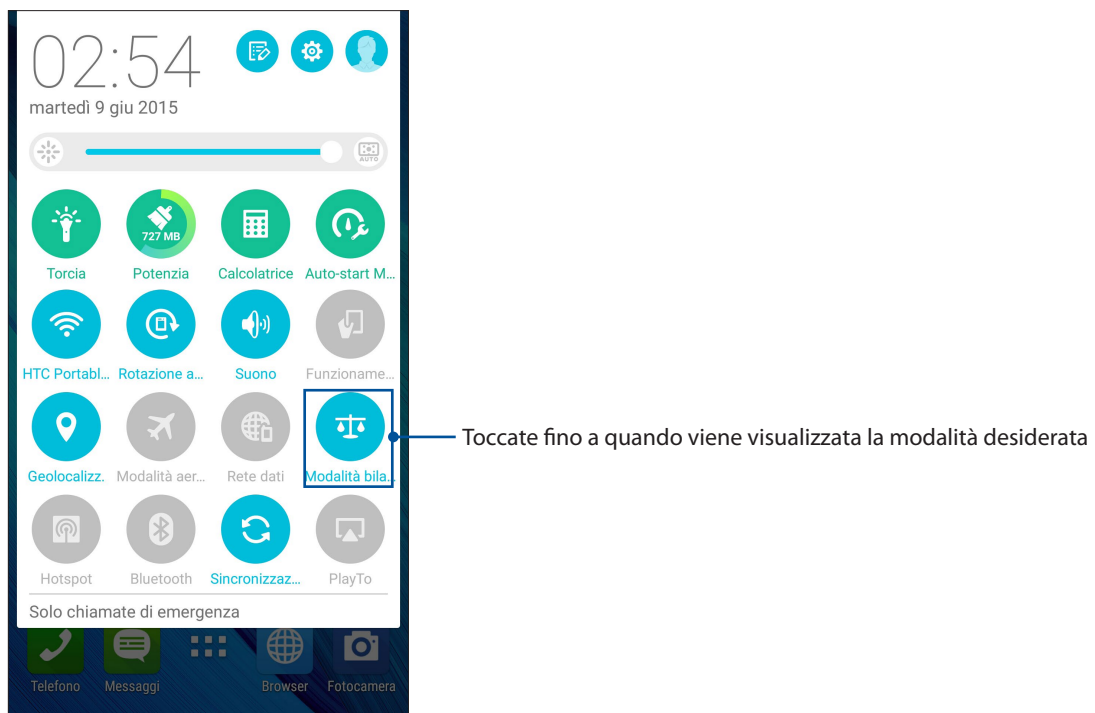 02:54
martedì 9 giu 2015
AUTO
727 MB
Torcia Potenzia Calcolatrice Auto-start M...
HTC Portabl... Rotazione a... Suono Funzioname...
Toccate fino a quando viene visualizzata la modalità desiderata
Geolocalizz. Modalità aer... Rete dati Modalità bila...
Hotspot Bluetooth Sincronizzaz... PlayTo
Solo chiamate di emergenza
Telefono Messaggi Browser Fotocamera